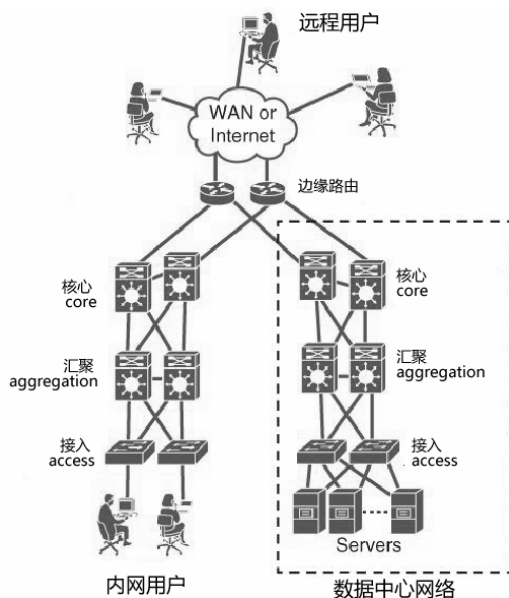 远程用户
WAN or
Internet
边缘路由
核心
core
核心
core
汇聚
aggregation
汇聚
aggregation
接入
access
接入
access
Servers
内网用户
数据中心网络